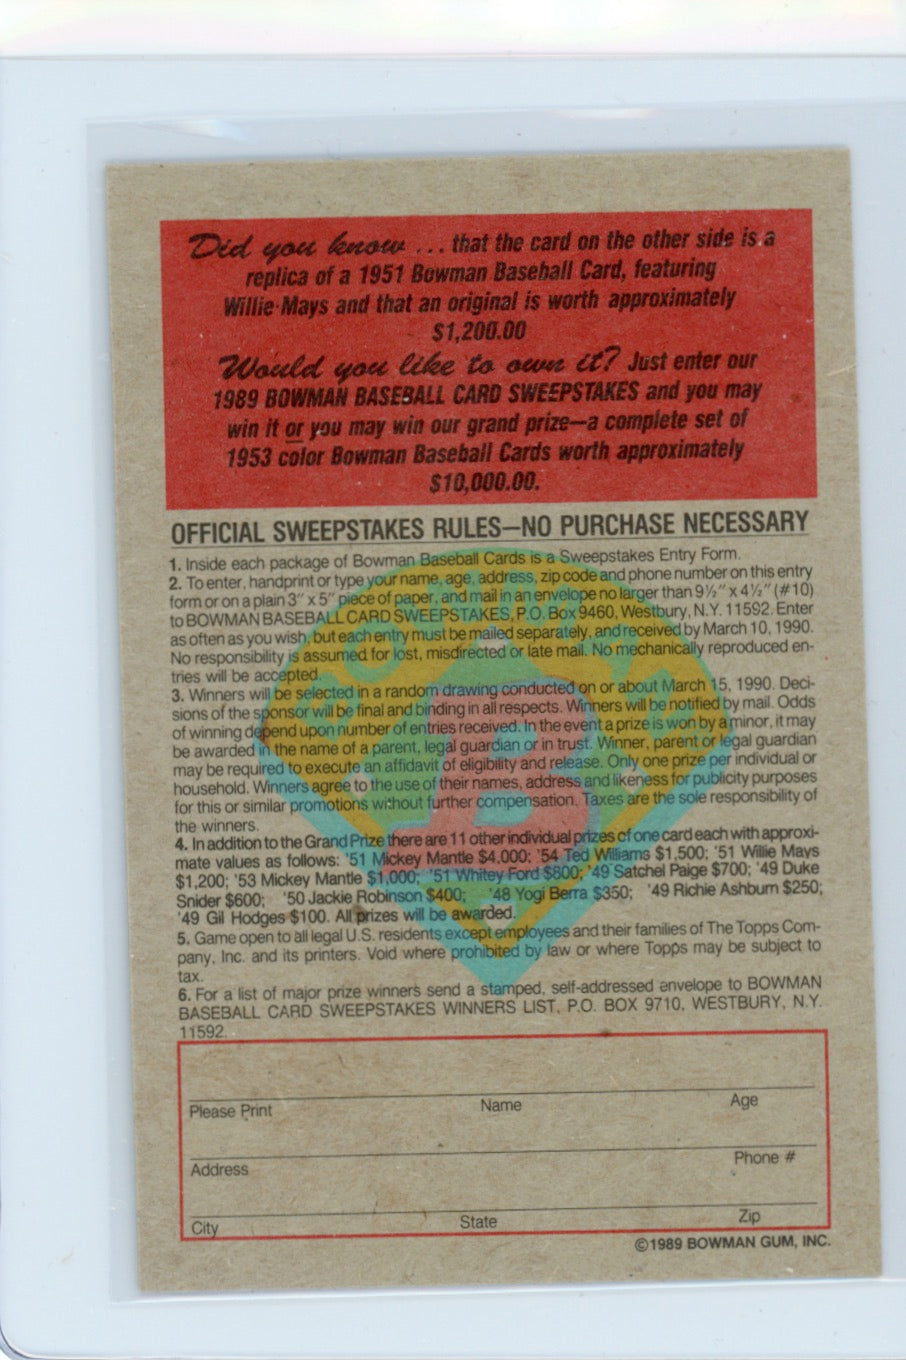 Did you know ... that the card on the other side is a
replica of a 1951 Bowman Baseball Card, featuring
Willie Mays and that an original is worth approximately
$1,200.00
Would you like to own it? Just enter our
1989 BOWMAN BASEBALL CARD SWEEPSTAKES and you may
win it or you may win our grand prize—a complete set of
1953 color Bowman Baseball Cards worth approximately
$10,000.00.
OFFICIAL SWEEPSTAKES RULES—NO PURCHASE NECESSARY
1. Inside each package of Bowman Baseball Cards is a Sweepstakes Entry Form.
2. To enter, handprint or type your name, age, address, zip code and phone number on this entry
form or on a plain 3″ x 5″ piece of paper, and mail in an envelope no larger than 9½″ x 4½″ (#10)
to BOWMAN BASEBALL CARD SWEEPSTAKES, P.O. Box 9460, Westbury, N.Y. 11592. Enter
as often as you wish, but each entry must be mailed separately, and received by March 10, 1990.
No responsibility is assumed for lost, misdirected or late mail. No mechanically reproduced en-
tries will be accepted.
3. Winners will be selected in a random drawing conducted on or about March 15, 1990. Deci-
sions of the sponsor will be final and binding in all respects. Winners will be notified by mail. Odds
of winning depend upon number of entries received. In the event a prize is won by a minor, it may
be awarded in the name of a parent, legal guardian or in trust. Winner, parent or legal guardian
may be required to execute an affidavit of eligibility and release. Only one prize per individual or
household. Winners agree to the use of their names, address and likeness for publicity purposes
for this or similar promotions without further compensation. Taxes are the sole responsibility of
the winners.
4. In addition to the Grand Prize there are 11 other individual prizes of one card each with approxi-
mate values as follows: '51 Mickey Mantle $4,000; '54 Ted Williams $1,500; '51 Willie Mays
$1,200; '53 Mickey Mantle $1,000; '51 Whitey Ford $800; '49 Satchel Paige $700; '49 Duke
Snider $600; '50 Jackie Robinson $400; '48 Yogi Berra $350; '49 Richie Ashburn $250;
'49 Gil Hodges $100. All prizes will be awarded.
5. Game open to all legal U.S. residents except employees and their families of The Topps Com-
pany, Inc. and its printers. Void where prohibited by law or where Topps may be subject to
tax.
6. For a list of major prize winners send a stamped, self-addressed envelope to BOWMAN
BASEBALL CARD SWEEPSTAKES WINNERS LIST, P.O. BOX 9710, WESTBURY, N.Y.
11592.
Please Print Name Age
Address Phone #
City State Zip
©1989 BOWMAN GUM, INC.